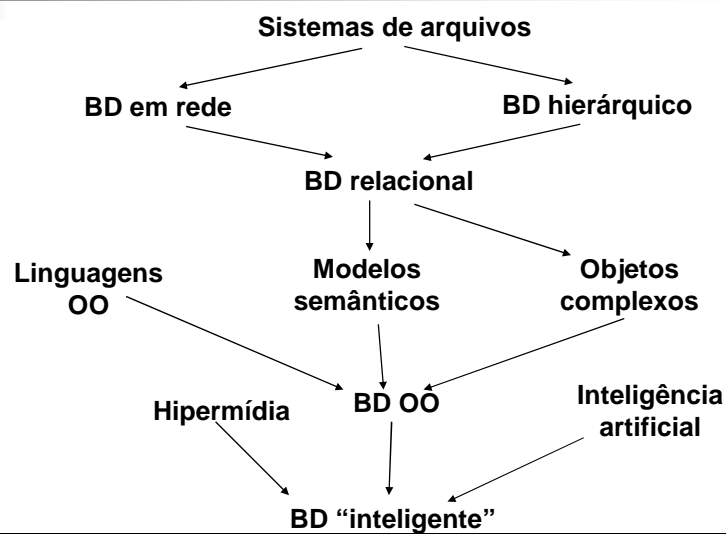 Sistemas de arquivos
BD em rede
BD hierárquico
BD relacional
Linguagens
OO
Modelos
semânticos
Objetos
complexos
Hipermídia
BD OO
Inteligência
artificial
BD “inteligente”